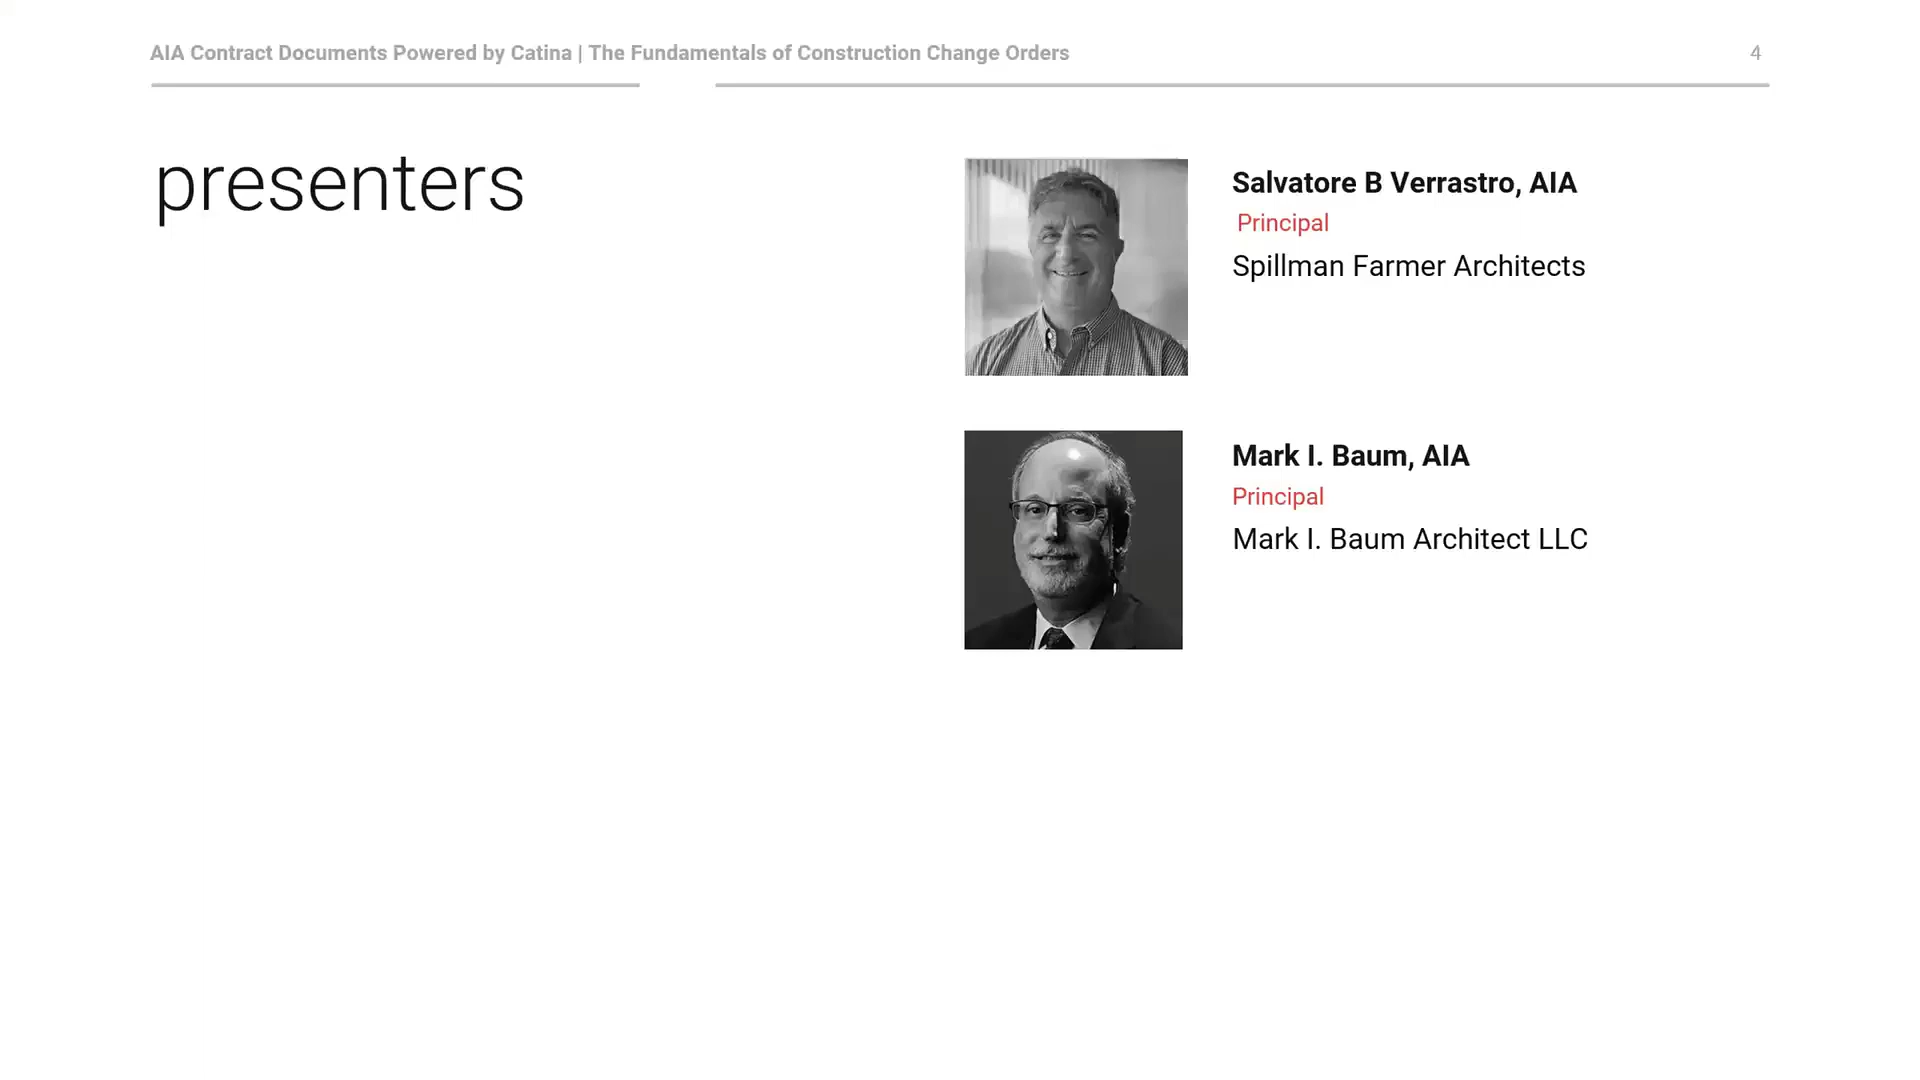 AIA Contract Documents Powered by Catina | The Fundamentals of Construction Change Orders
4
presenters
Salvatore B Verrastro, AIA
Principal
Spillman Farmer Architects
Mark I. Baum, AIA
Principal
Mark I. Baum Architect LLC